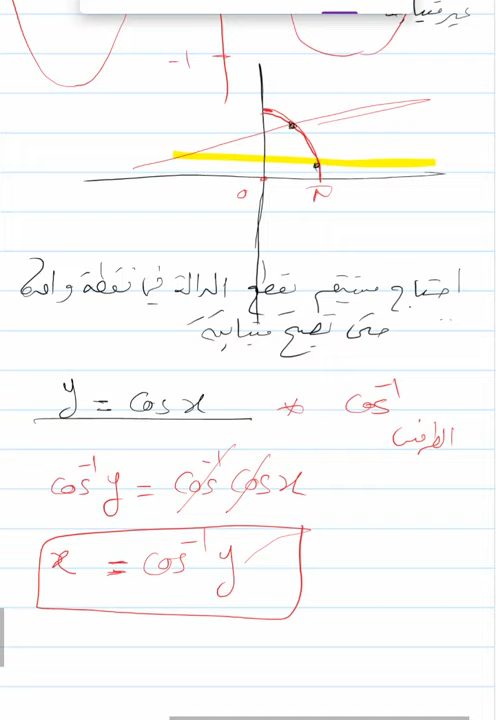 -1
0 π
احتاج مستقيم يقطع الدالة في نقطة واحدة
حتى تصبح متباينة
y = cos x * cos⁻¹
الطرفين
cos⁻¹ y = cos⁻¹ cos x
x = cos⁻¹ y